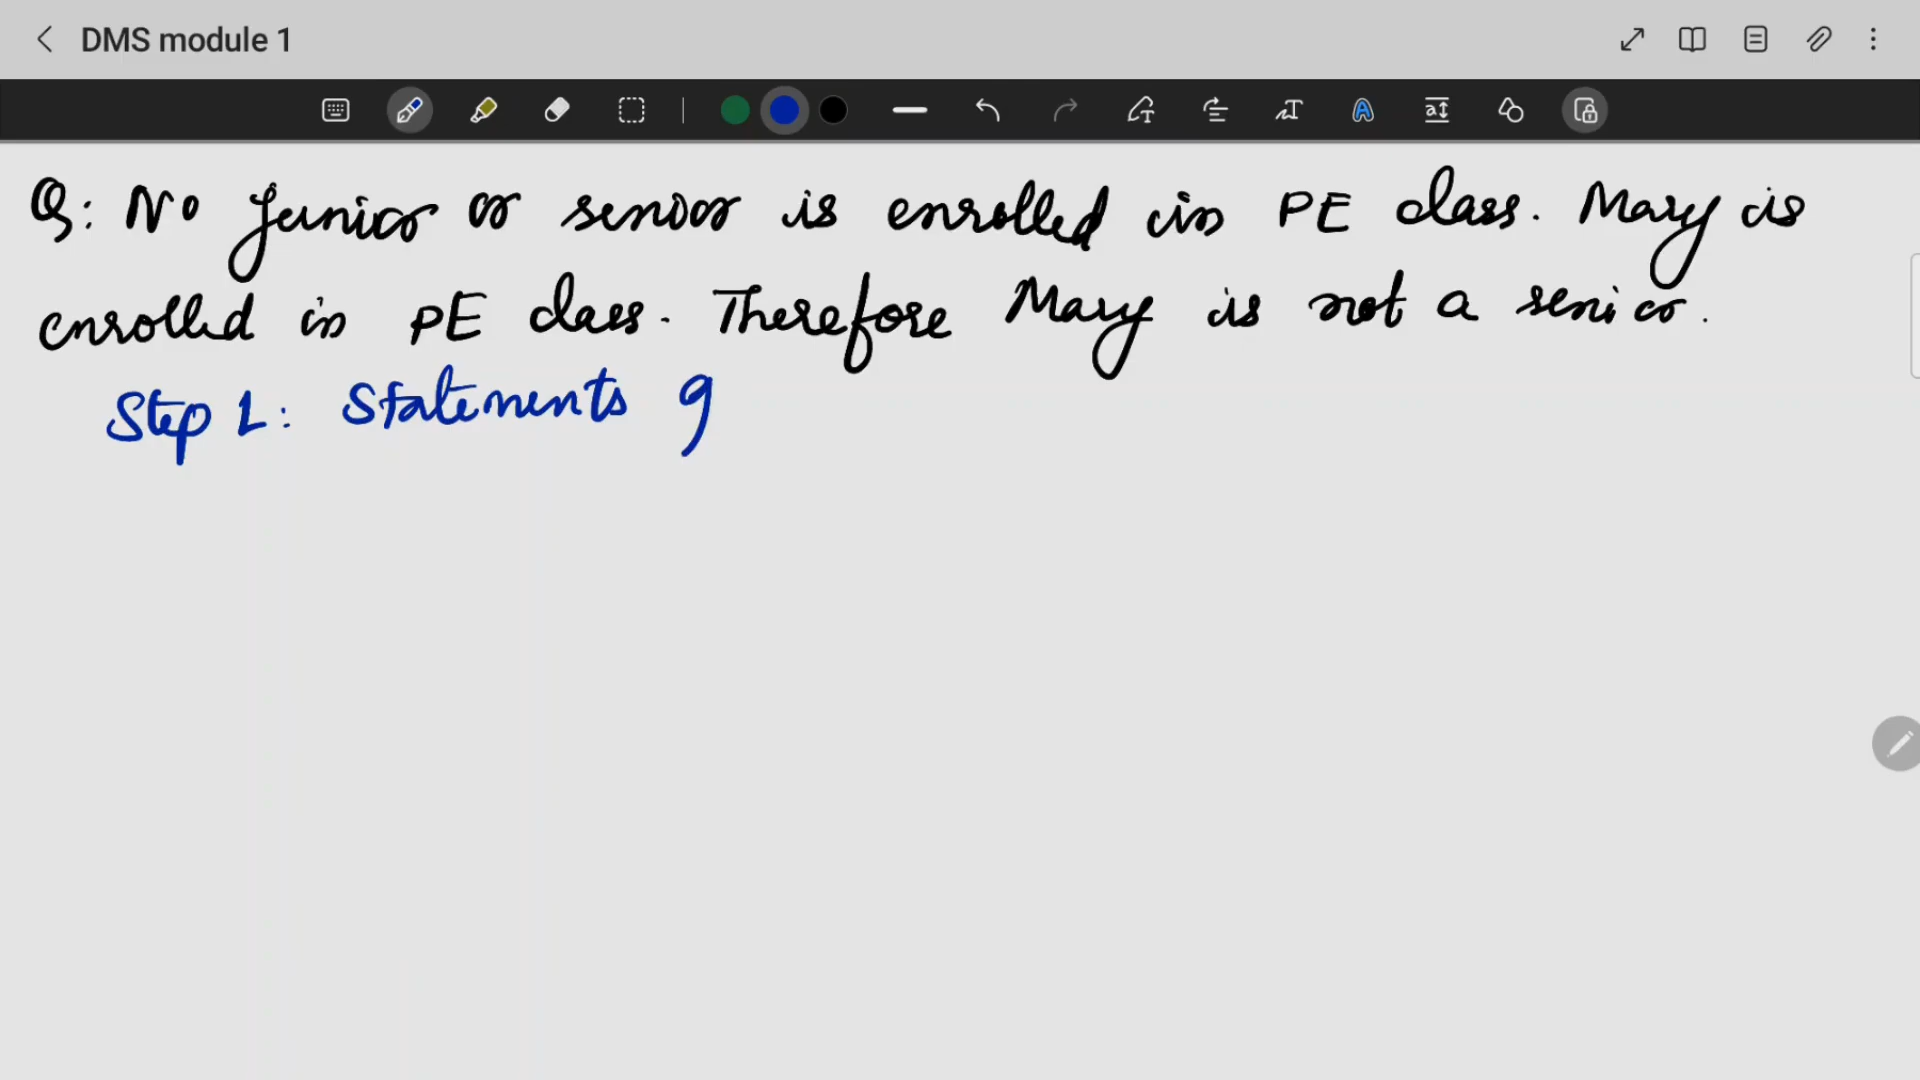 DMS module 1
Q: No junior or senior is enrolled in PE class. Mary is
enrolled in PE class. Therefore Mary is not a senior.
Step 1: Statements g